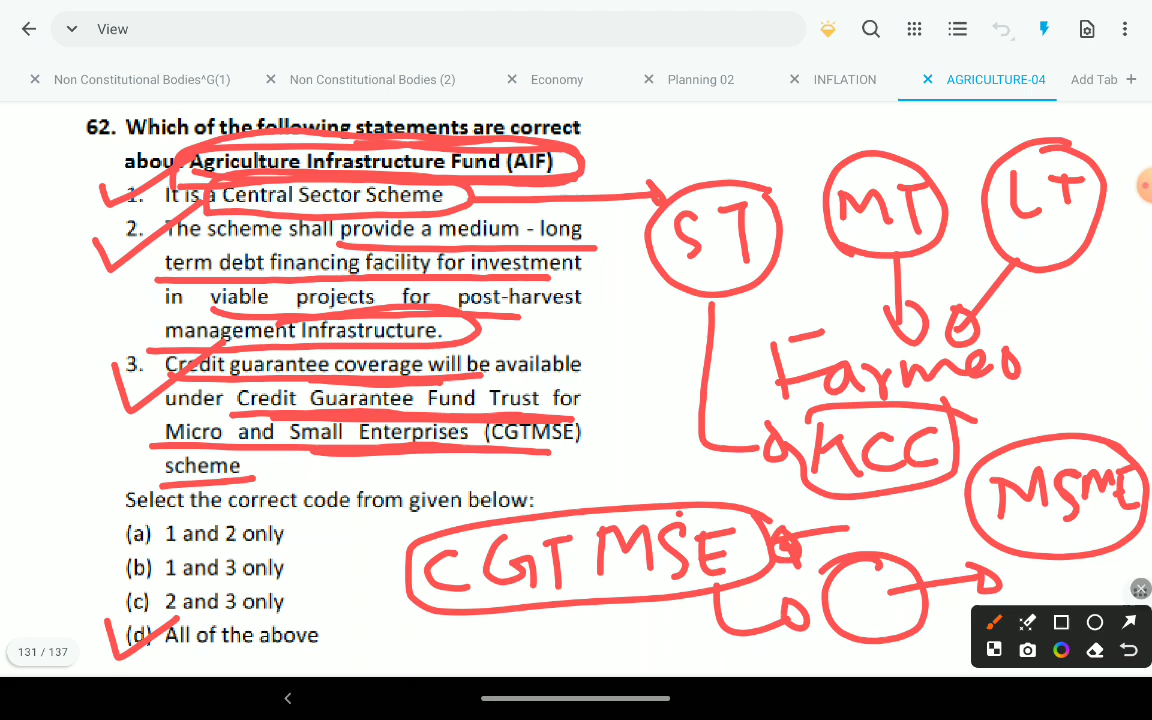 View
Non Constitutional Bodies^G(1)
Non Constitutional Bodies (2)
Economy
Planning 02
INFLATION
AGRICULTURE-04
Add Tab +
62. Which of the following statements are correct
about Agriculture Infrastructure Fund (AIF)
1. It is a Central Sector Scheme
2. The scheme shall provide a medium - long
term debt financing facility for investment
in viable projects for post-harvest
management Infrastructure.
3. Credit guarantee coverage will be available
under Credit Guarantee Fund Trust for
Micro and Small Enterprises (CGTMSE)
scheme
Select the correct code from given below:
(a) 1 and 2 only
(b) 1 and 3 only
(c) 2 and 3 only
(d) All of the above
ST
MT
LT
KCC
MSME
CGTMSE
131 / 137